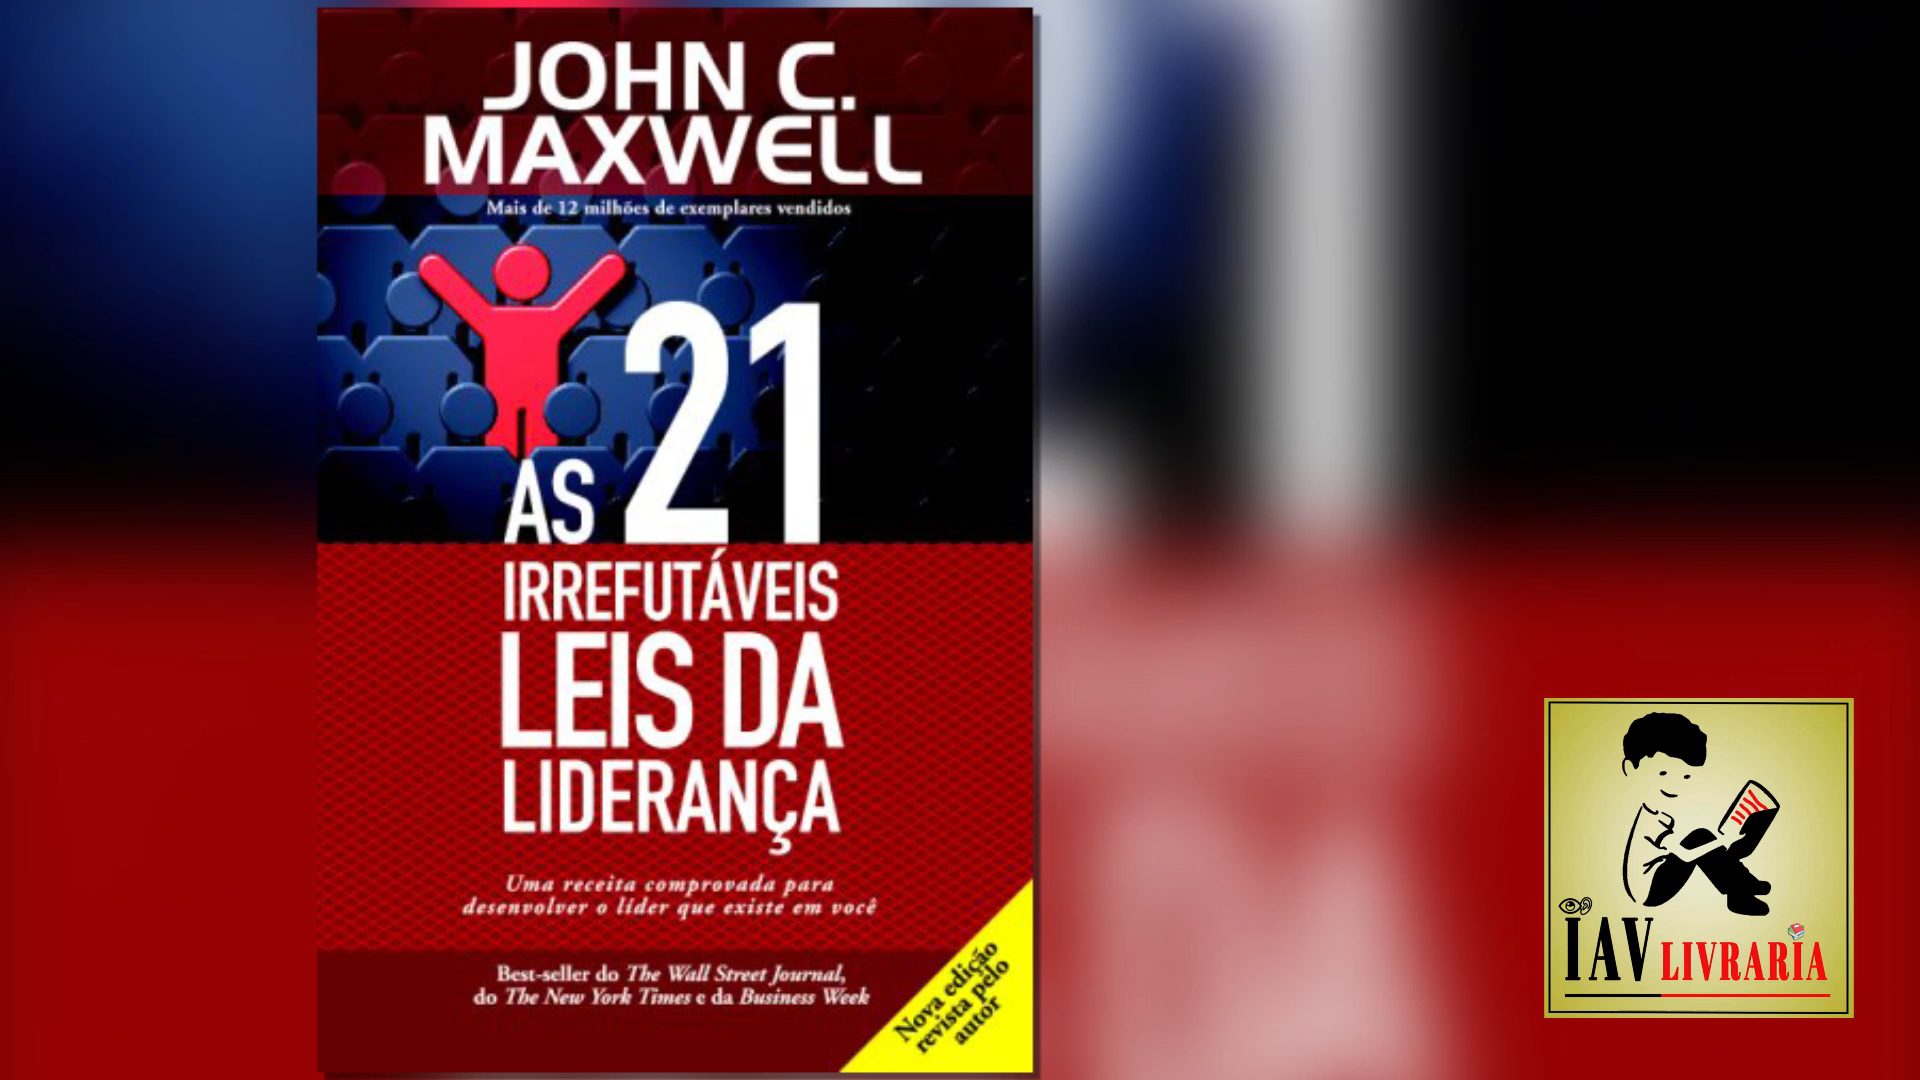 JOHN C.
MAXWELL
Mais de 12 milhões de exemplares vendidos
AS 21
IRREFUTÁVEIS
LEIS DA
LIDERANÇA
Uma receita comprovada para
desenvolver o líder que existe em você
Best-seller do The Wall Street Journal,
do The New York Times e da Business Week
Nova edição
revista pelo
autor
IAV LIVRARIA